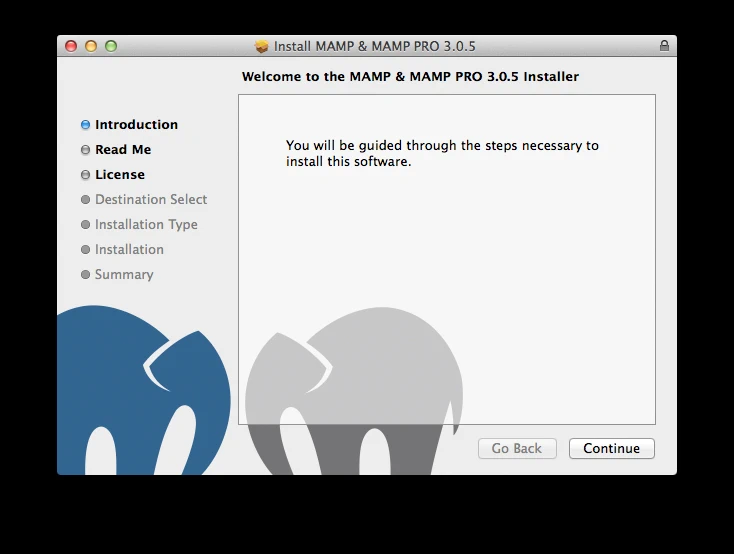 Install MAMP & MAMP PRO 3.0.5
Welcome to the MAMP & MAMP PRO 3.0.5 Installer
Introduction
Read Me
License
Destination Select
Installation Type
Installation
Summary
You will be guided through the steps necessary to
install this software.
Go Back
Continue